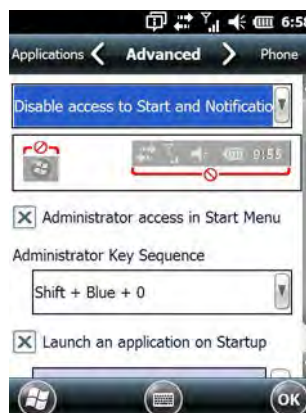 6:58
Applications Advanced Phone
Disable access to Start and Notificatio
9:55
Administrator access in Start Menu
Administrator Key Sequence
Shift + Blue + 0
Launch an application on Startup
OK